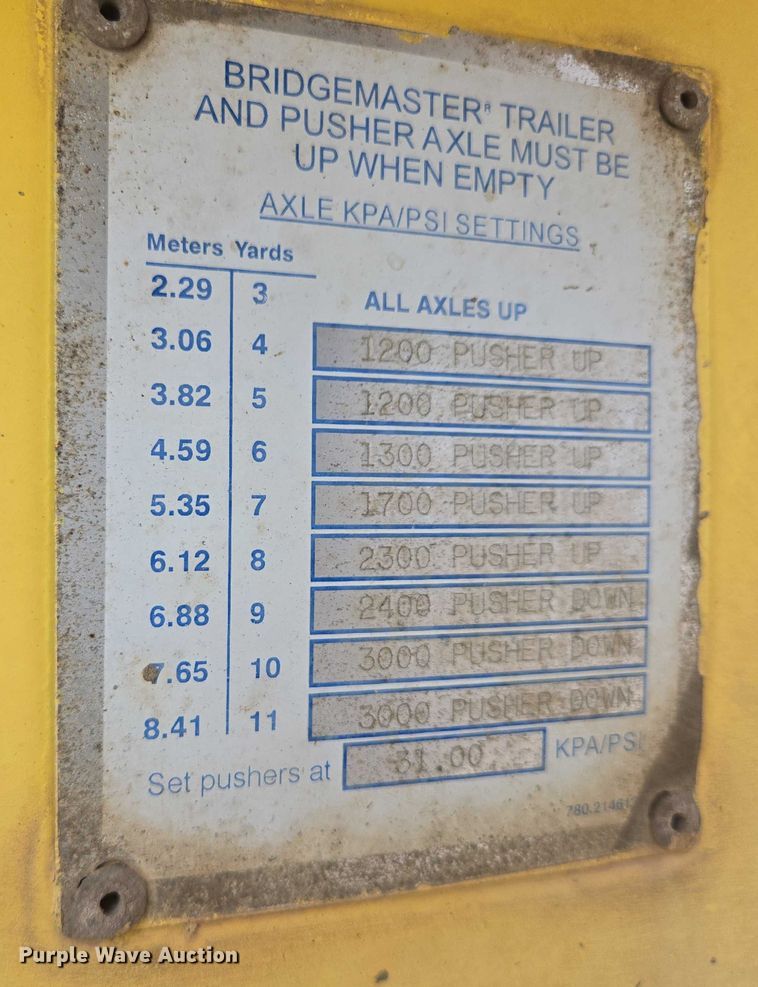 BRIDGEMASTER® TRAILER
AND PUSHER AXLE MUST BE
UP WHEN EMPTY
AXLE KPA/PSI SETTINGS
Meters Yards
2.29 3 ALL AXLES UP
3.06 4 1200 PUSHER UP
3.82 5 1200 PUSHER UP
4.59 6 1300 PUSHER UP
5.35 7 1700 PUSHER UP
6.12 8 2300 PUSHER UP
6.88 9 2400 PUSHER DOWN
7.65 10 3000 PUSHER DOWN
8.41 11 3000 PUSHER DOWN
Set pushers at 31.00 KPA/PSI
Purple Wave Auction